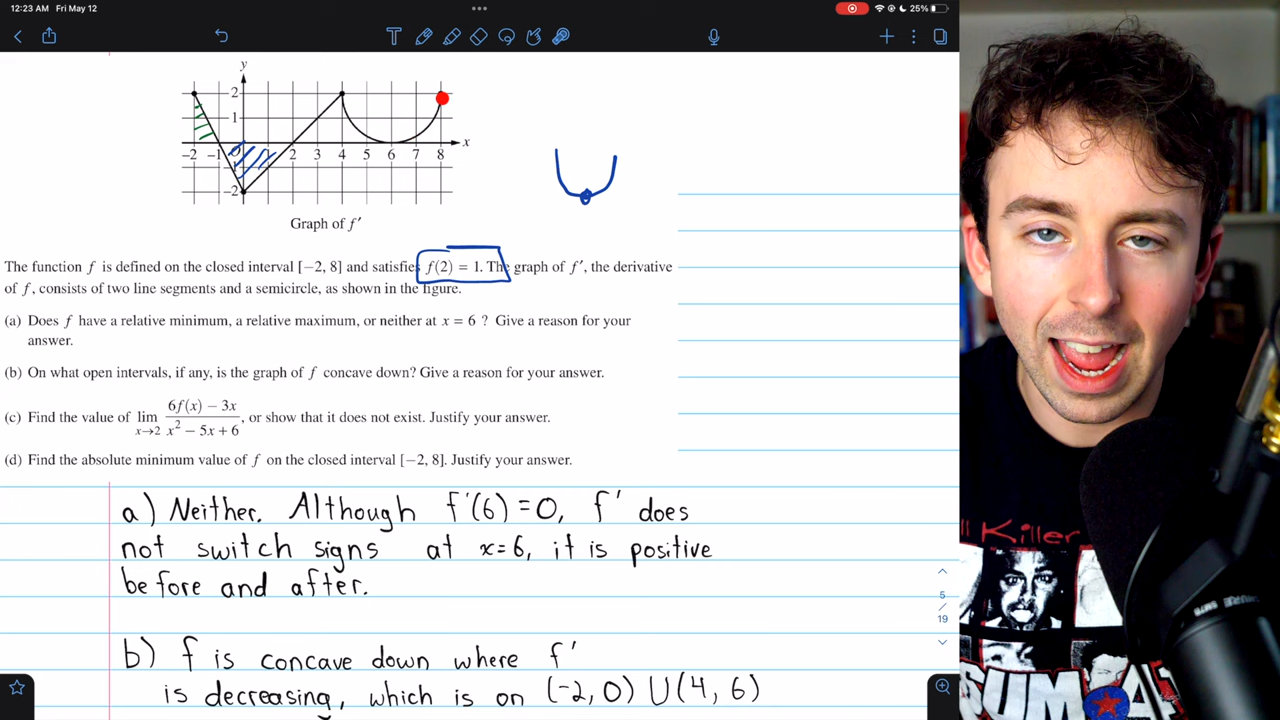 12:23 AM Fri May 12
25%
y
2
1
-2 -1 0 2 3 4 5 6 7 8 x
-2
Graph of f′
The function f is defined on the closed interval [−2, 8] and satisfies f(2) = 1. The graph of f′, the derivative
of f, consists of two line segments and a semicircle, as shown in the figure.
(a) Does f have a relative minimum, a relative maximum, or neither at x = 6 ? Give a reason for your
answer.
(b) On what open intervals, if any, is the graph of f concave down? Give a reason for your answer.
(c) Find the value of lim x→2 (6f(x) − 3x)/(x² − 5x + 6), or show that it does not exist. Justify your answer.
(d) Find the absolute minimum value of f on the closed interval [−2, 8]. Justify your answer.
a) Neither. Although f'(6)=0, f' does
not switch signs at x=6, it is positive
before and after.
b) f is concave down where f'
is decreasing, which is on (-2,0) U (4, 6)
5
/
19
Killer
SUM